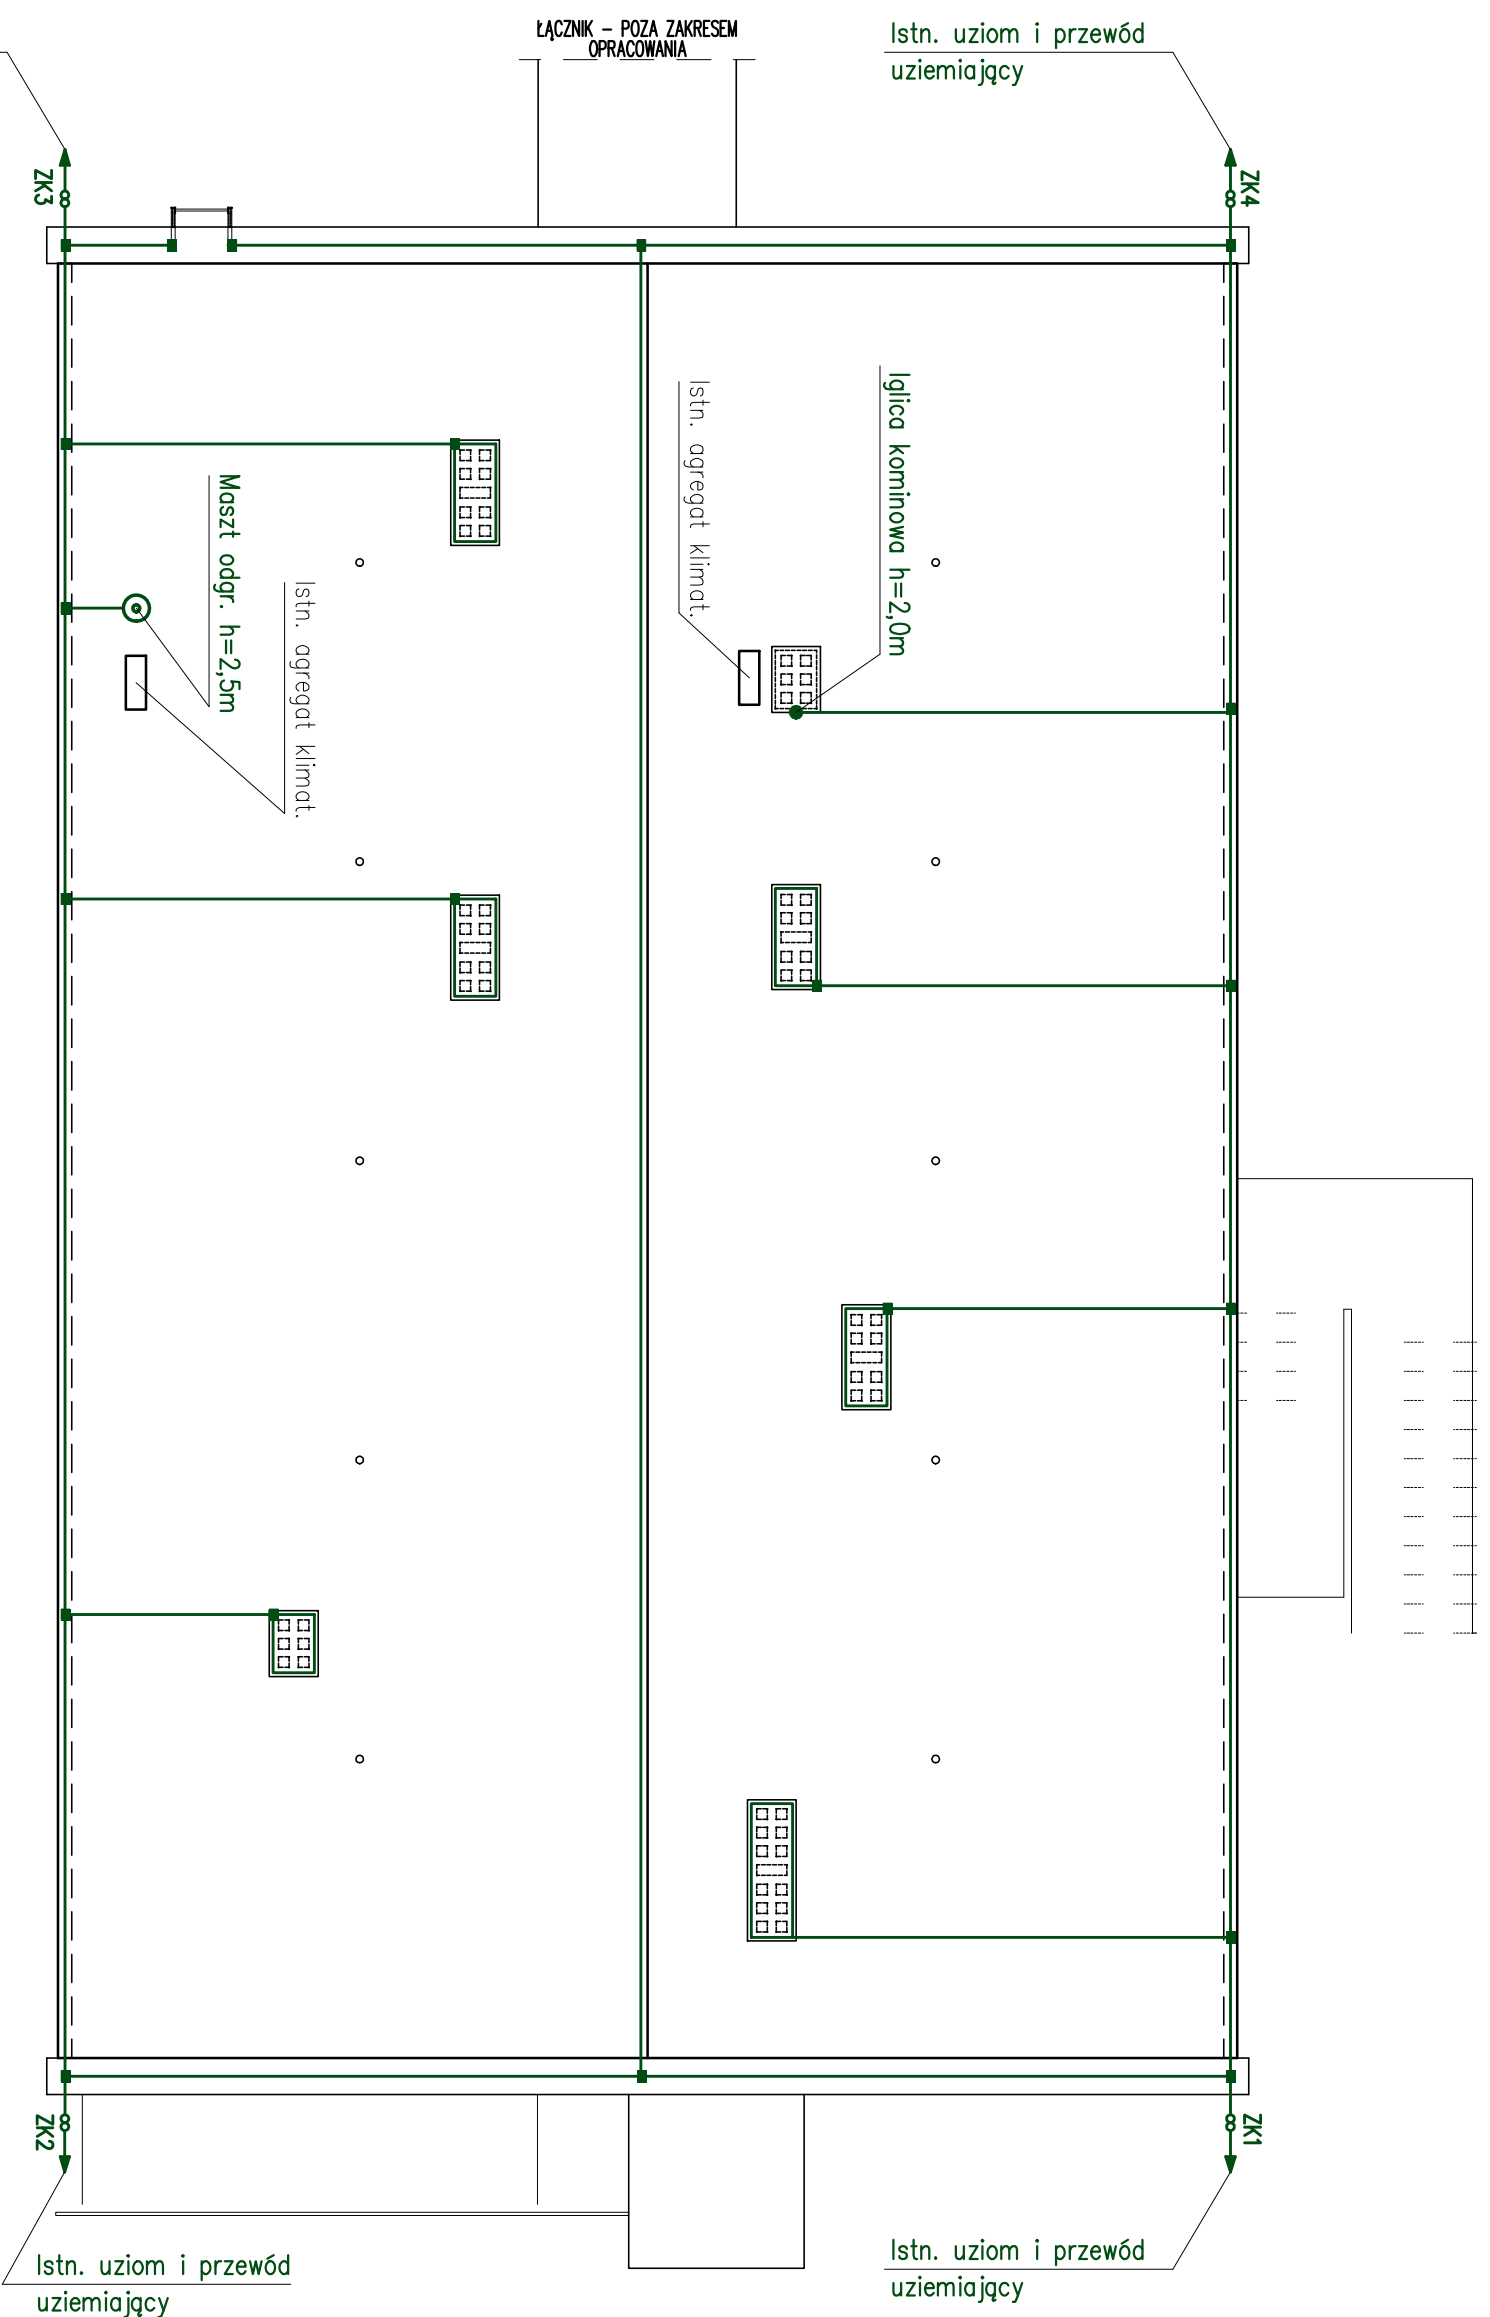 ŁĄCZNIK – POZA ZAKRESEM
OPRACOWANIA
Istn. uziom i przewód
uziemiający
ZK3
ZK4
Iglica kominowa h=2,0m
Istn. agregat klimat.
Maszt odgr. h=2,5m
Istn. agregat klimat.
ZK2
ZK1
Istn. uziom i przewód
uziemiający
Istn. uziom i przewód
uziemiający